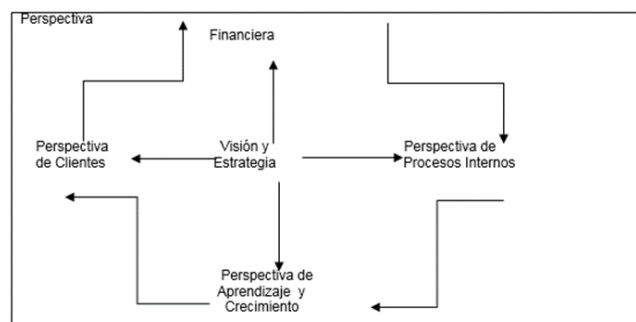 Perspectiva
Financiera
Perspectiva
de Clientes
Visión y
Estrategia
Perspectiva de
Procesos Internos
Perspectiva de
Aprendizaje y
Crecimiento